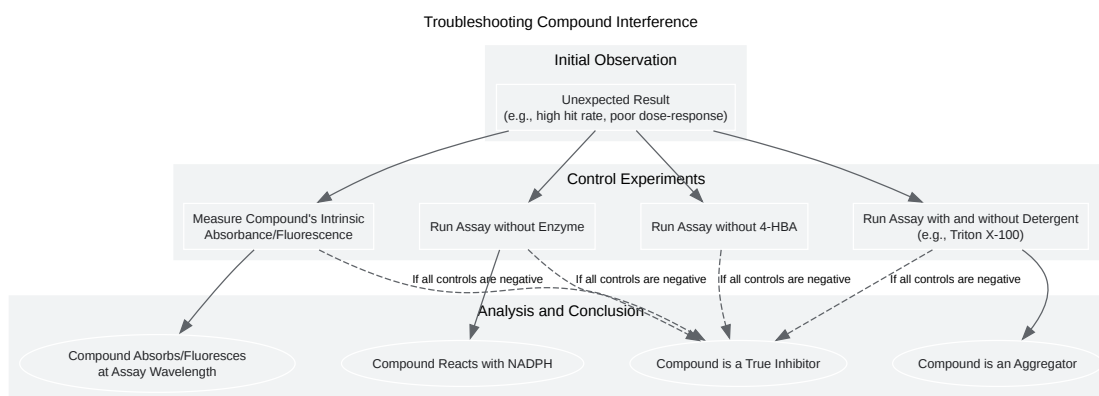 Troubleshooting Compound Interference
Initial Observation
Unexpected Result
(e.g., high hit rate, poor dose-response)
Control Experiments
Measure Compound's Intrinsic
Absorbance/Fluorescence
Run Assay without Enzyme
Run Assay without 4-HBA
Run Assay with and without Detergent
(e.g., Triton X-100)
If all controls are negative
If all controls are negative
If all controls are negative
If all controls are negative
Analysis and Conclusion
Compound Absorbs/Fluoresces
at Assay Wavelength
Compound Reacts with NADPH
Compound is a True Inhibitor
Compound is an Aggregator